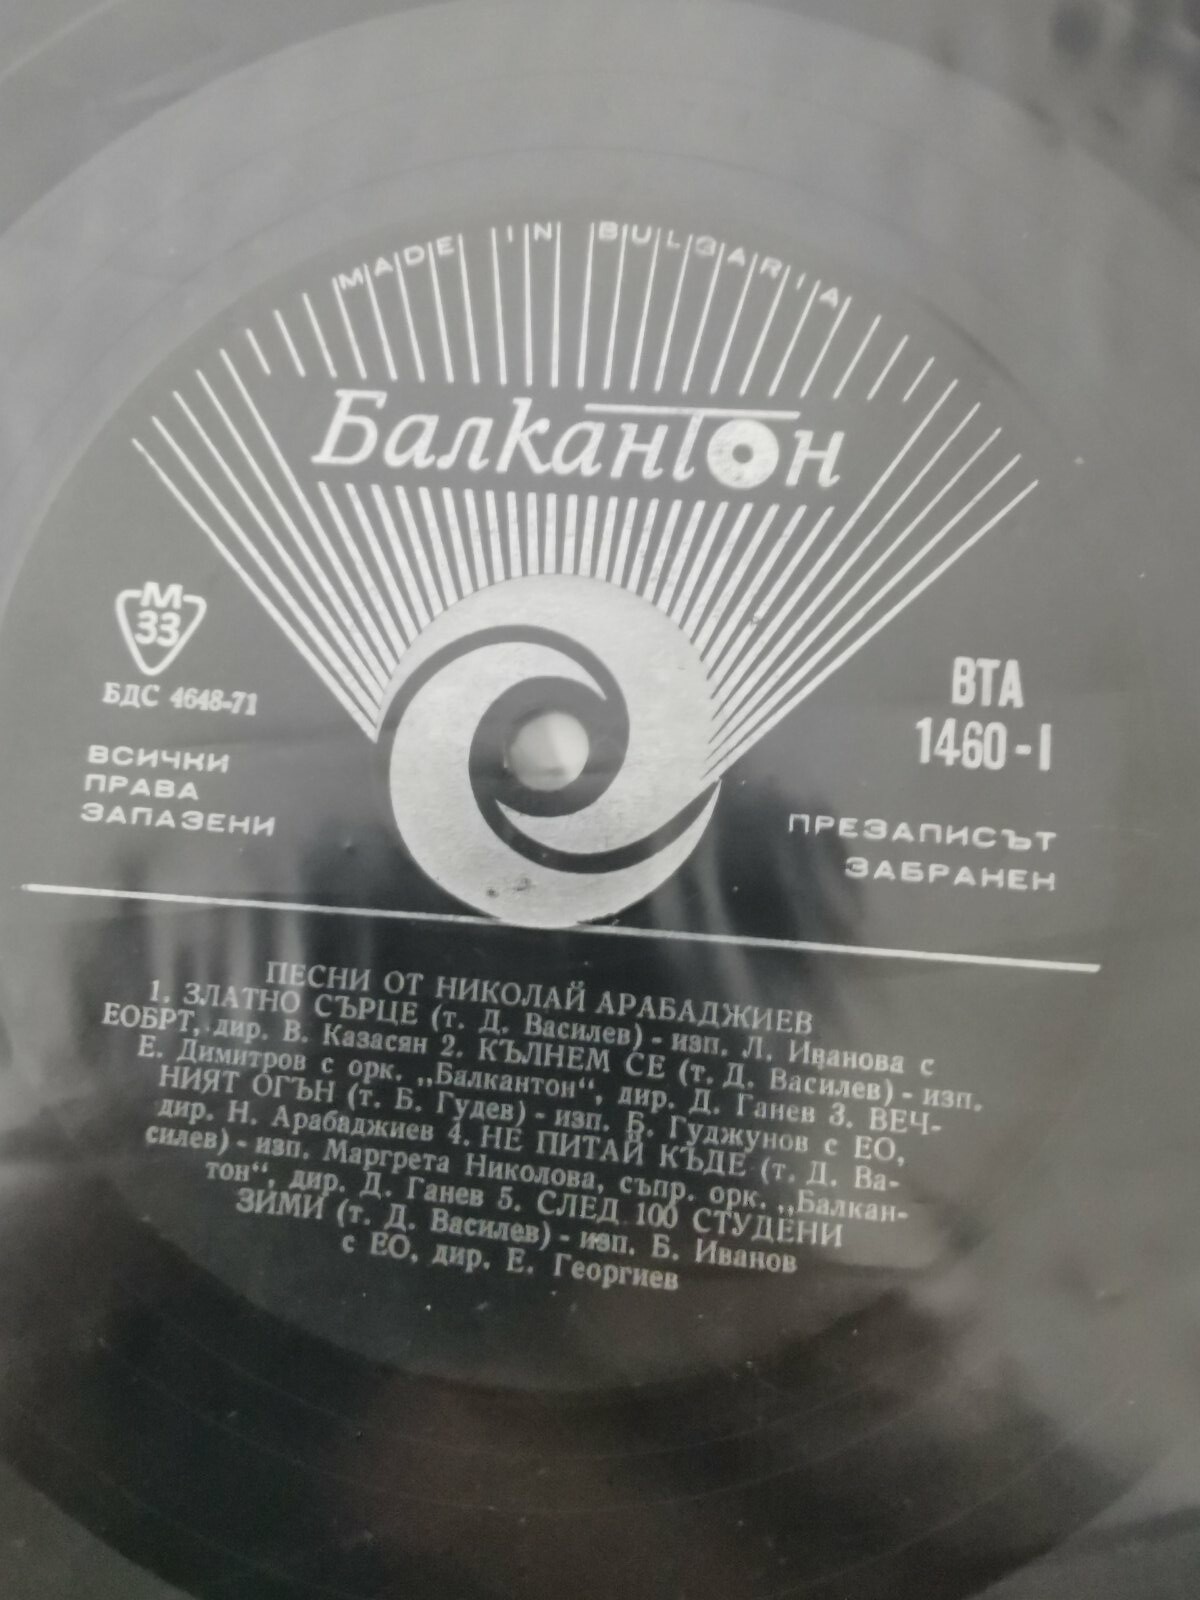 MADE IN BULGARIA
Балкантон
М
33
БДС 4648-71
ВСИЧКИ
ПРАВА
ЗАПАЗЕНИ
ВТА
1460-I
ПРЕЗАПИСЪТ
ЗАБРАНЕН
ПЕСНИ ОТ НИКОЛАЙ АРАБАДЖИЕВ
1. ЗЛАТНО СЪРЦЕ (т. Д. Василев) - изп. Л. Иванова с
ЕОБРТ, дир. В. Казасян 2. КЪЛНЕМ СЕ (т. Д. Василев) - изп.
Е. Димитров с орк. „Балкантон“, дир. Д. Ганев 3. ВЕЧ-
НИЯТ ОГЪН (т. Б. Гудев) - изп. Б. Гуджунов с ЕО,
дир. Н. Арабаджиев 4. НЕ ПИТАЙ КЪДЕ (т. Д. Ва-
силев) - изп. Маргрета Николова, съпр. орк. „Балкан-
тон“, дир. Д. Ганев 5. СЛЕД 100 СТУДЕНИ
ЗИМИ (т. Д. Василев) - изп. Б. Иванов
с ЕО, дир. Е. Георгиев